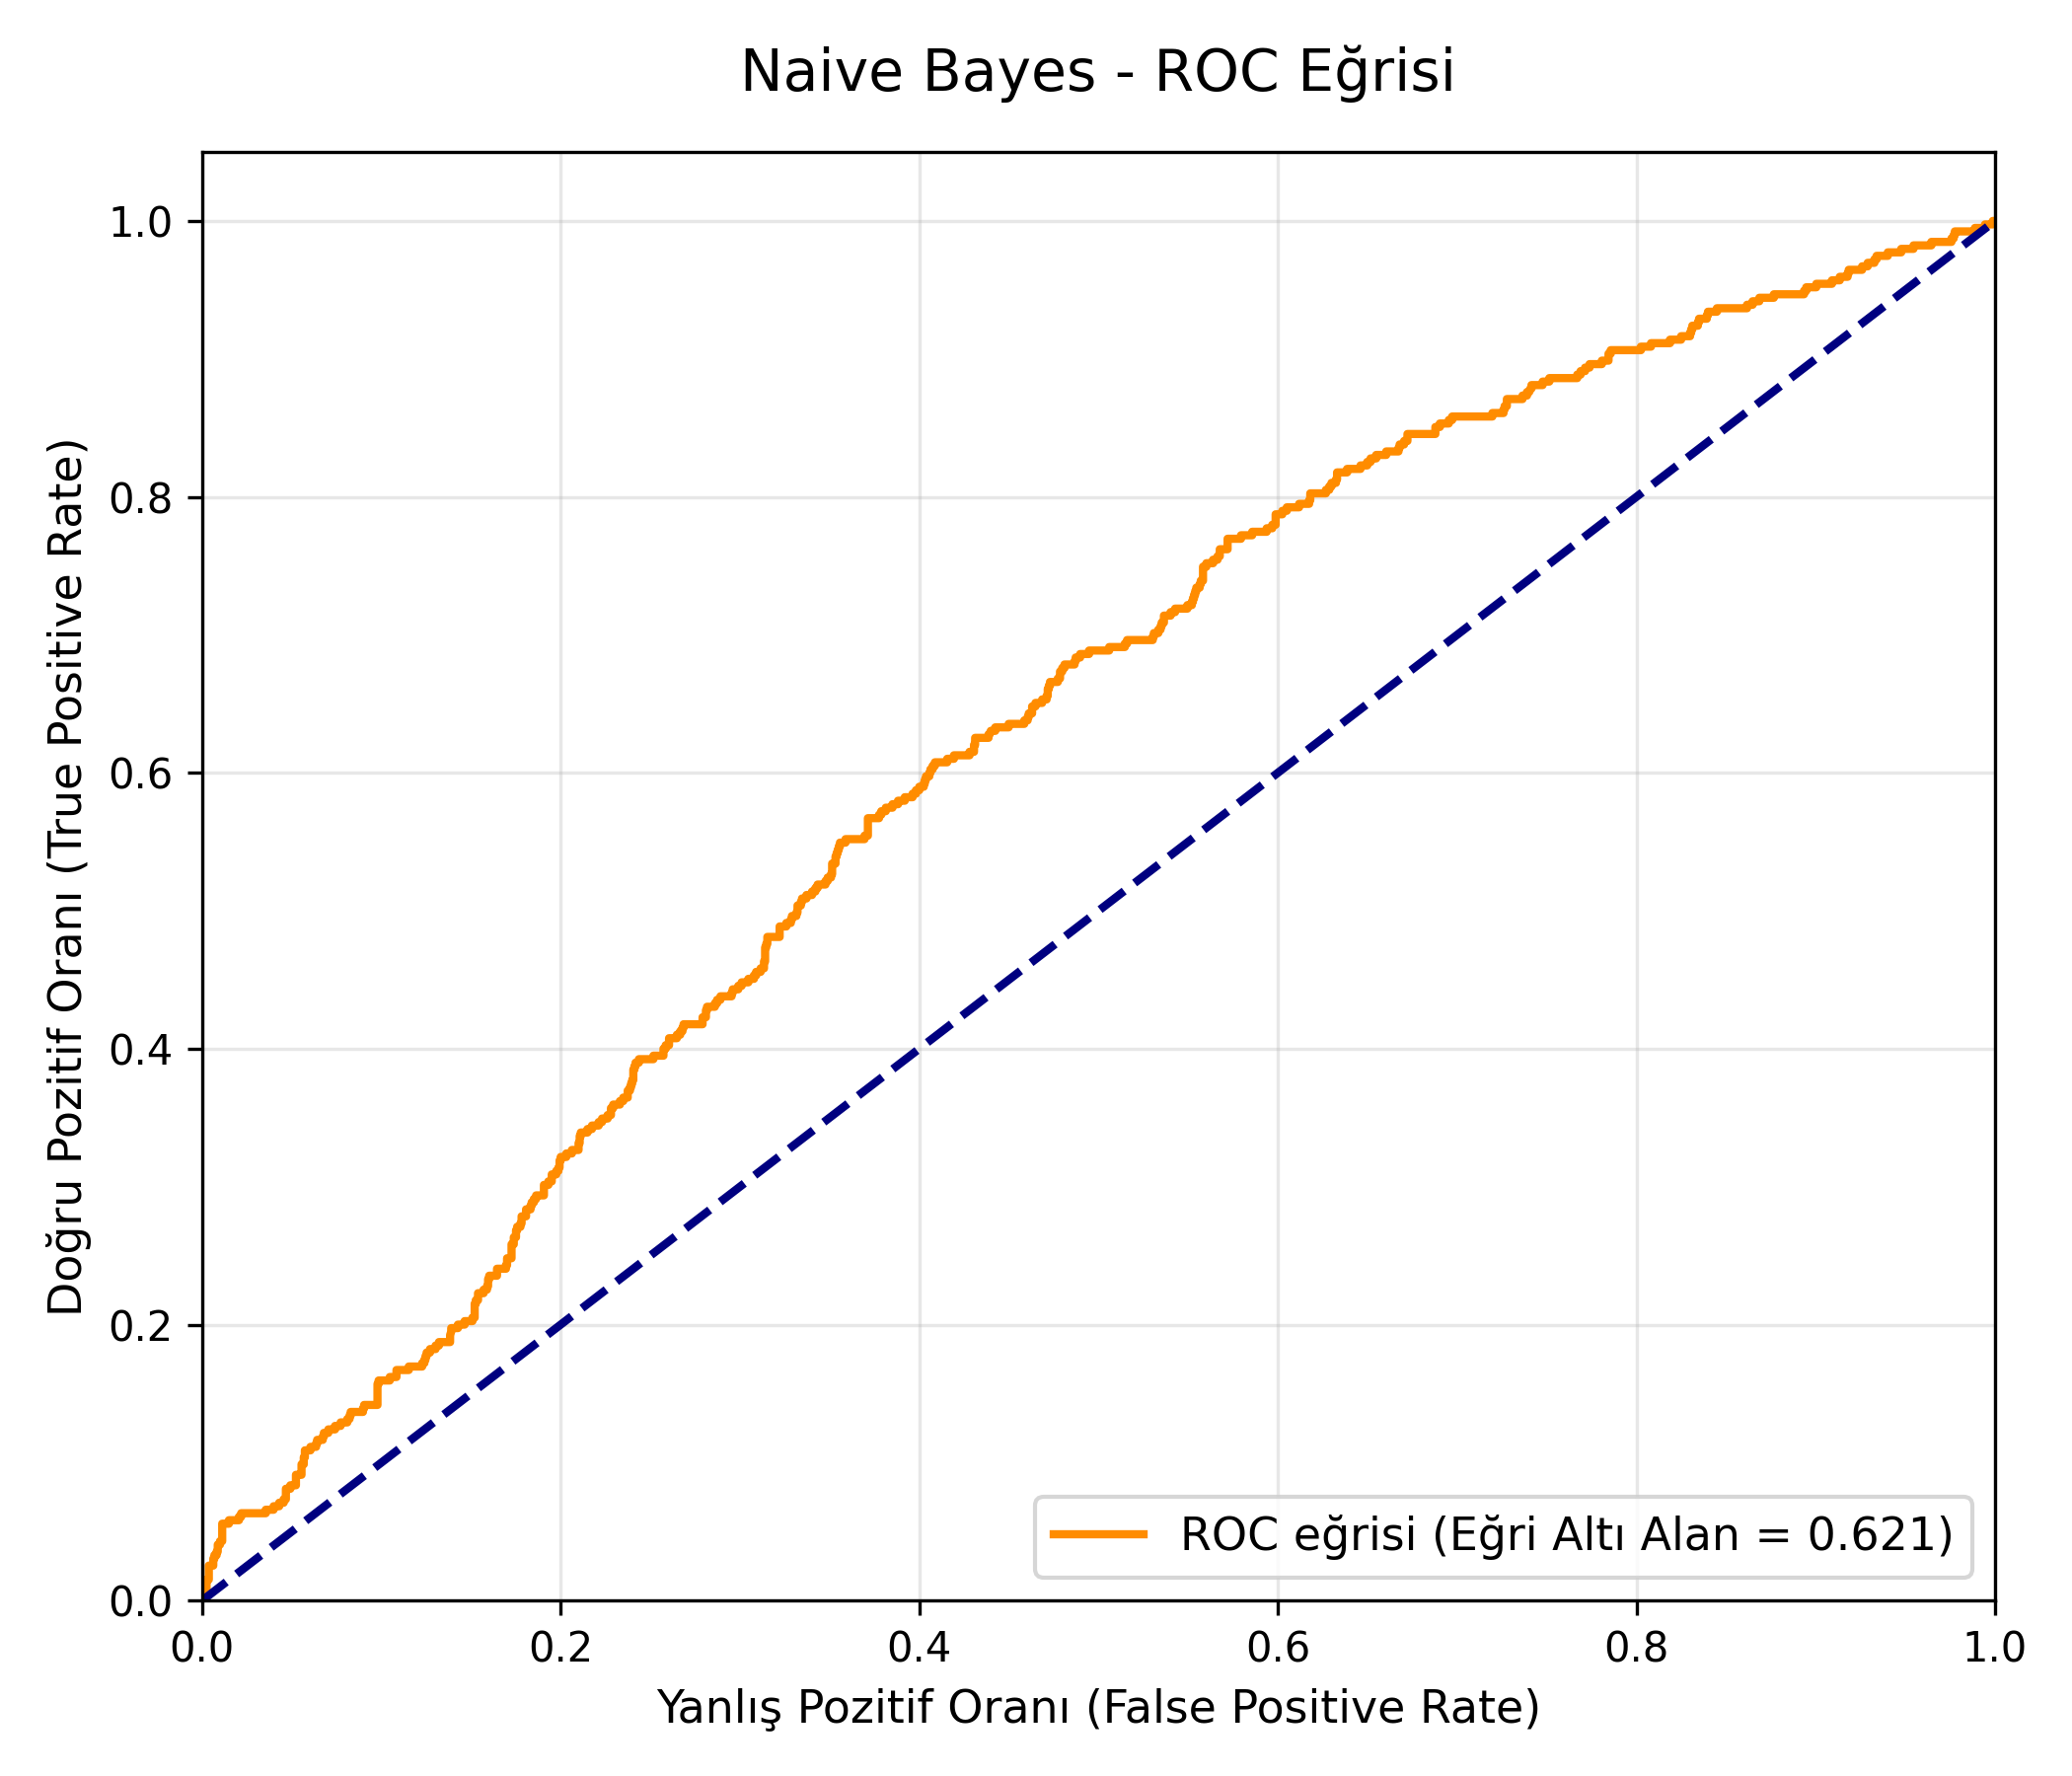 Naive Bayes - ROC Eğrisi
Doğru Pozitif Oranı (True Positive Rate)
1.0
0.8
0.6
0.4
0.2
0.0
ROC eğrisi (Eğri Altı Alan = 0.621)
0.0 0.2 0.4 0.6 0.8 1.0
Yanlış Pozitif Oranı (False Positive Rate)